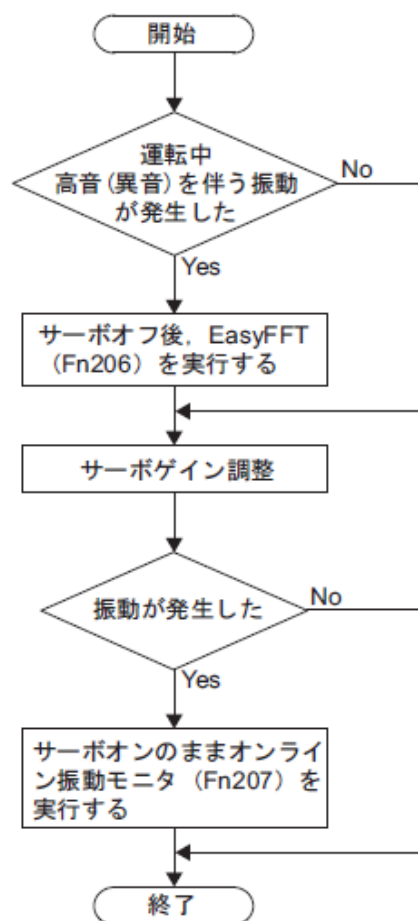 開始
運転中
高音(異音)を伴う振動
が発生した
No
Yes
サーボオフ後，EasyFFT
（Fn206）を実行する
サーボゲイン調整
振動が発生した
No
Yes
サーボオンのままオンライ
ン振動モニタ（Fn207）を
実行する
終了